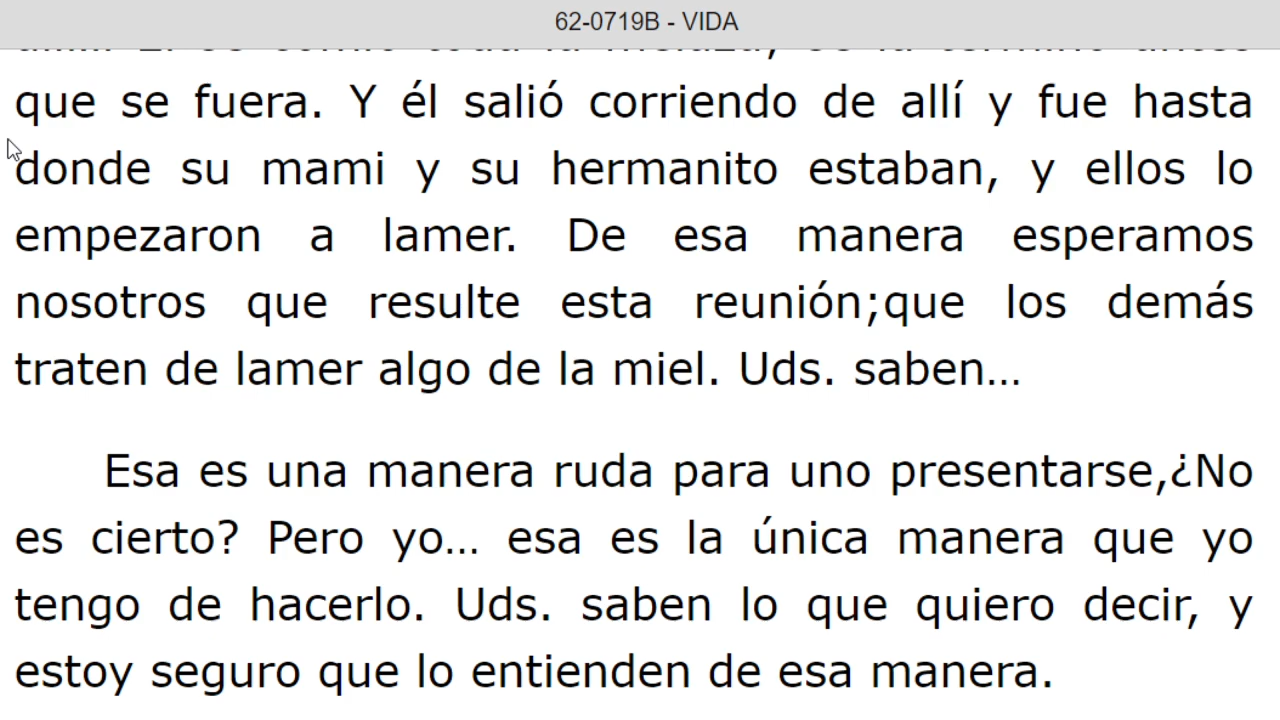 62-0719B - VIDA
que se fuera. Y él salió corriendo de allí y fue hasta
donde su mami y su hermanito estaban, y ellos lo
empezaron a lamer. De esa manera esperamos
nosotros que resulte esta reunión;que los demás
traten de lamer algo de la miel. Uds. saben...
Esa es una manera ruda para uno presentarse,¿No
es cierto? Pero yo... esa es la única manera que yo
tengo de hacerlo. Uds. saben lo que quiero decir, y
estoy seguro que lo entienden de esa manera.